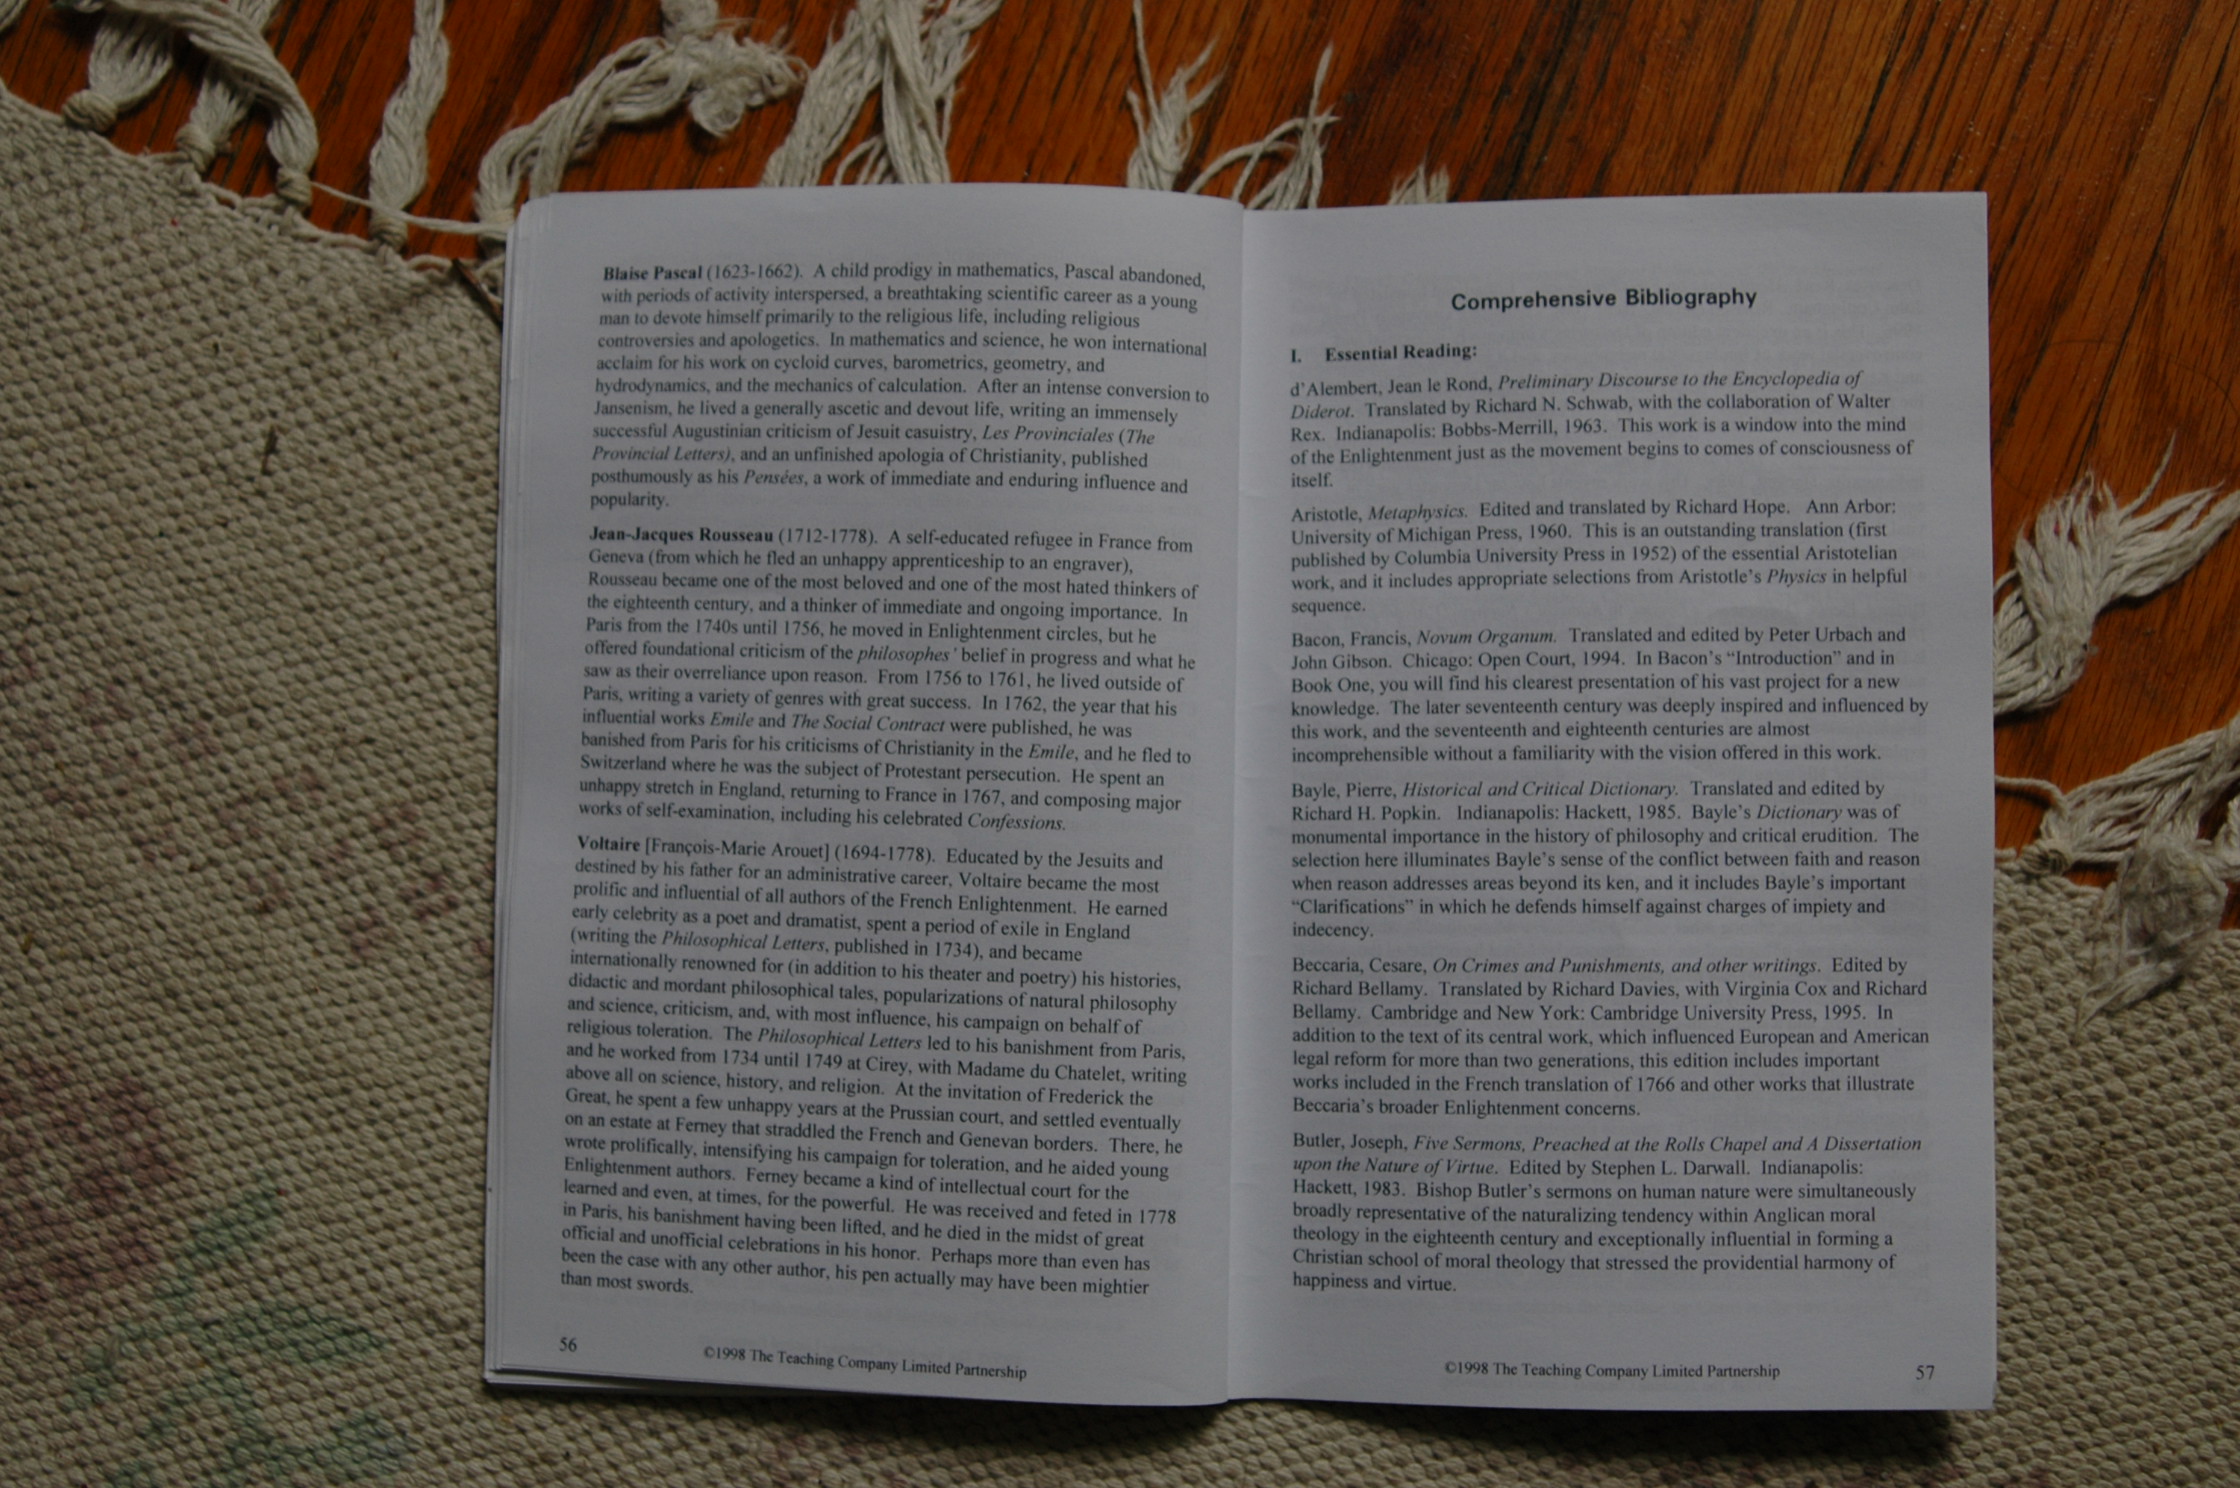 Blaise Pascal (1623-1662). A child prodigy in mathematics, Pascal abandoned,
with periods of activity interspersed, a breathtaking scientific career as a young
man to devote himself primarily to the religious life, including religious
controversies and apologetics. In mathematics and science, he won international
acclaim for his work on cycloid curves, barometrics, geometry, and
hydrodynamics, and the mechanics of calculation. After an intense conversion to
Jansenism, he lived a generally ascetic and devout life, writing an immensely
successful Augustinian criticism of Jesuit casuistry, Les Provinciales (The
Provincial Letters), and an unfinished apologia of Christianity, published
posthumously as his Pensées, a work of immediate and enduring influence and
popularity.
Jean-Jacques Rousseau (1712-1778). A self-educated refugee in France from
Geneva (from which he fled an unhappy apprenticeship to an engraver),
Rousseau became one of the most beloved and one of the most hated thinkers of
the eighteenth century, and a thinker of immediate and ongoing importance. In
Paris from the 1740s until 1756, he moved in Enlightenment circles, but he
offered foundational criticism of the philosophes' belief in progress and what he
saw as their overreliance upon reason. From 1756 to 1761, he lived outside of
Paris, writing a variety of genres with great success. In 1762, the year that his
influential works Emile and The Social Contract were published, he was
banished from Paris for his criticisms of Christianity in the Emile, and he fled to
Switzerland where he was the subject of Protestant persecution. He spent an
unhappy stretch in England, returning to France in 1767, and composing major
works of self-examination, including his celebrated Confessions.
Voltaire [François-Marie Arouet] (1694-1778). Educated by the Jesuits and
destined by his father for an administrative career, Voltaire became the most
prolific and influential of all authors of the French Enlightenment. He earned
early celebrity as a poet and dramatist, spent a period of exile in England
(writing the Philosophical Letters, published in 1734), and became
internationally renowned for (in addition to his theater and poetry) his histories,
didactic and mordant philosophical tales, popularizations of natural philosophy
and science, criticism, and, with most influence, his campaign on behalf of
religious toleration. The Philosophical Letters led to his banishment from Paris,
and he worked from 1734 until 1749 at Cirey, with Madame du Chatelet, writing
above all on science, history, and religion. At the invitation of Frederick the
Great, he spent a few unhappy years at the Prussian court, and settled eventually
on an estate at Ferney that straddled the French and Genevan borders. There, he
wrote prolifically, intensifying his campaign for toleration, and he aided young
Enlightenment authors. Ferney became a kind of intellectual court for the
learned and even, at times, for the powerful. He was received and feted in 1778
in Paris, his banishment having been lifted, and he died in the midst of great
official and unofficial celebrations in his honor. Perhaps more than even has
been the case with any other author, his pen actually may have been mightier
than most swords.
56
©1998 The Teaching Company Limited Partnership
Comprehensive Bibliography
I. Essential Reading:
d'Alembert, Jean le Rond, Preliminary Discourse to the Encyclopedia of
Diderot. Translated by Richard N. Schwab, with the collaboration of Walter
Rex. Indianapolis: Bobbs-Merrill, 1963. This work is a window into the mind
of the Enlightenment just as the movement begins to comes of consciousness of
itself.
Aristotle, Metaphysics. Edited and translated by Richard Hope. Ann Arbor:
University of Michigan Press, 1960. This is an outstanding translation (first
published by Columbia University Press in 1952) of the essential Aristotelian
work, and it includes appropriate selections from Aristotle's Physics in helpful
sequence.
Bacon, Francis, Novum Organum. Translated and edited by Peter Urbach and
John Gibson. Chicago: Open Court, 1994. In Bacon's "Introduction" and in
Book One, you will find his clearest presentation of his vast project for a new
knowledge. The later seventeenth century was deeply inspired and influenced by
this work, and the seventeenth and eighteenth centuries are almost
incomprehensible without a familiarity with the vision offered in this work.
Bayle, Pierre, Historical and Critical Dictionary. Translated and edited by
Richard H. Popkin. Indianapolis: Hackett, 1985. Bayle's Dictionary was of
monumental importance in the history of philosophy and critical erudition. The
selection here illuminates Bayle's sense of the conflict between faith and reason
when reason addresses areas beyond its ken, and it includes Bayle's important
"Clarifications" in which he defends himself against charges of impiety and
indecency.
Beccaria, Cesare, On Crimes and Punishments, and other writings. Edited by
Richard Bellamy. Translated by Richard Davies, with Virginia Cox and Richard
Bellamy. Cambridge and New York: Cambridge University Press, 1995. In
addition to the text of its central work, which influenced European and American
legal reform for more than two generations, this edition includes important
works included in the French translation of 1766 and other works that illustrate
Beccaria's broader Enlightenment concerns.
Butler, Joseph, Five Sermons, Preached at the Rolls Chapel and A Dissertation
upon the Nature of Virtue. Edited by Stephen L. Darwall. Indianapolis:
Hackett, 1983. Bishop Butler's sermons on human nature were simultaneously
broadly representative of the naturalizing tendency within Anglican moral
theology in the eighteenth century and exceptionally influential in forming a
Christian school of moral theology that stressed the providential harmony of
happiness and virtue.
©1998 The Teaching Company Limited Partnership
57